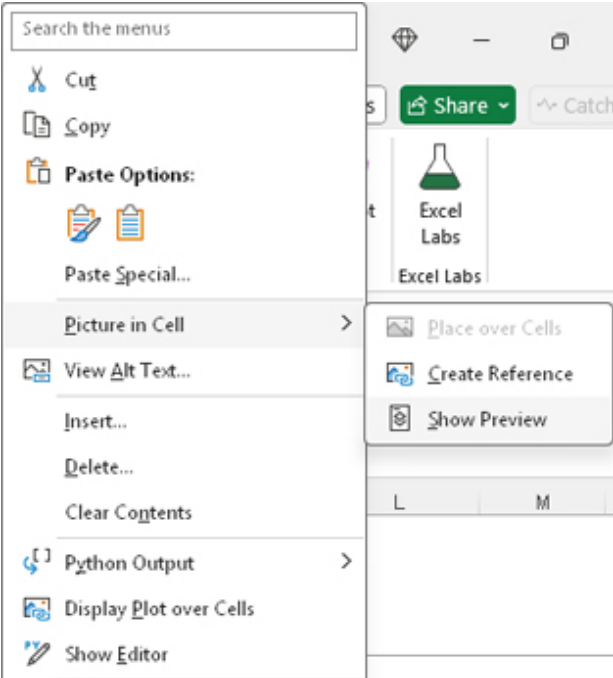 Search the menus
Cut
Copy
Paste Options:
Paste Special...
Picture in Cell
View Alt Text...
Insert...
Delete...
Clear Contents
Python Output
Display Plot over Cells
Show Editor
s
Share
Catch
t
Excel
Labs
Excel Labs
Place over Cells
Create Reference
Show Preview
L
M